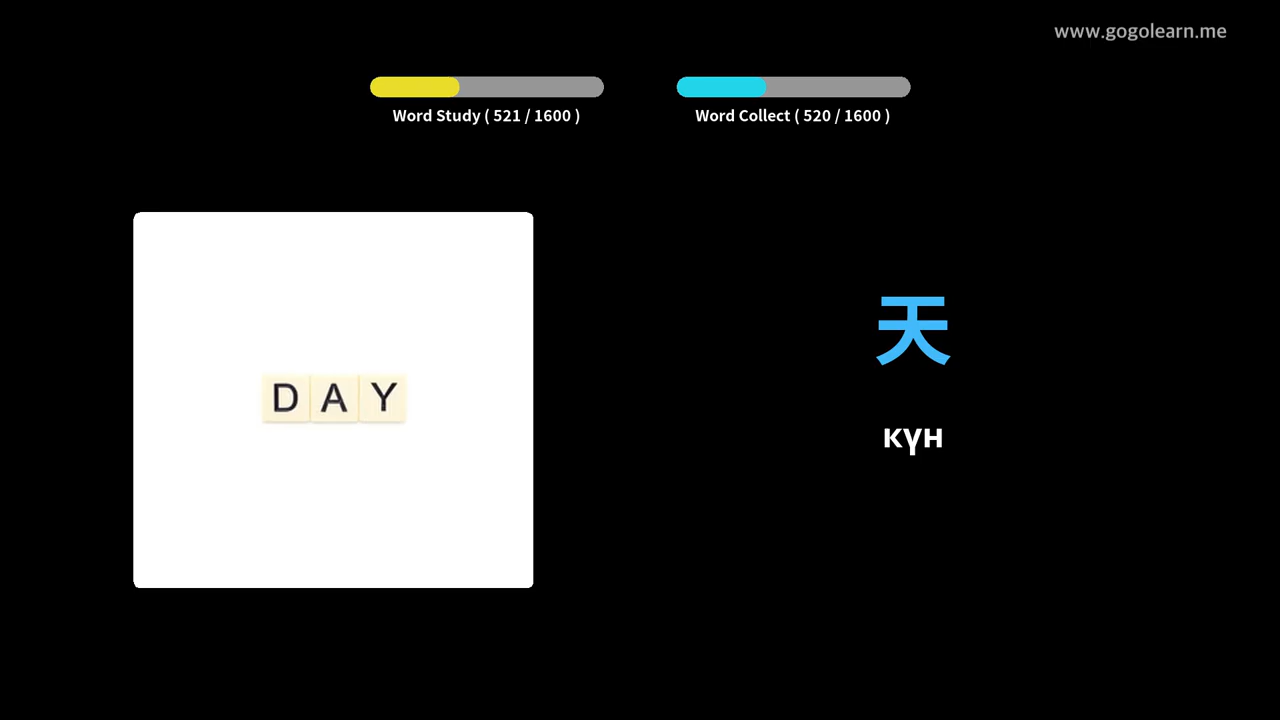 www.gogolearn.me
Word Study ( 521 / 1600 )
Word Collect ( 520 / 1600 )
DAY
天
күн